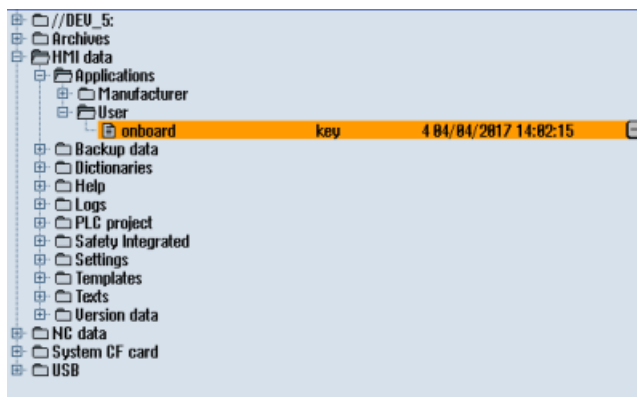 //DEV_5:
Archives
HMI data
Applications
Manufacturer
User
onboard key 4 04/04/2017 14:02:15
Backup data
Dictionaries
Help
Logs
PLC project
Safety Integrated
Settings
Templates
Texts
Version data
NC data
System CF card
USB